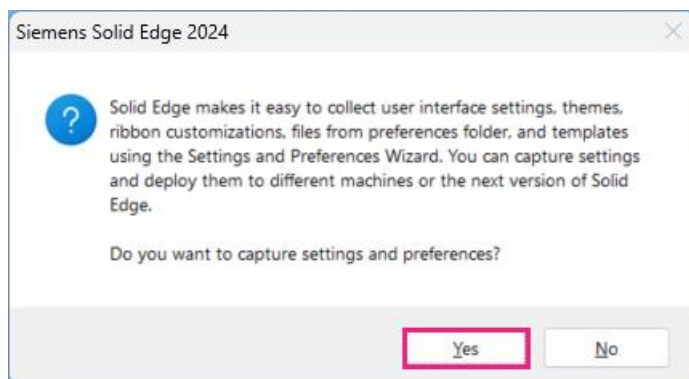 Siemens Solid Edge 2024
?
Solid Edge makes it easy to collect user interface settings, themes,
ribbon customizations, files from preferences folder, and templates
using the Settings and Preferences Wizard. You can capture settings
and deploy them to different machines or the next version of Solid
Edge.
Do you want to capture settings and preferences?
Yes
No